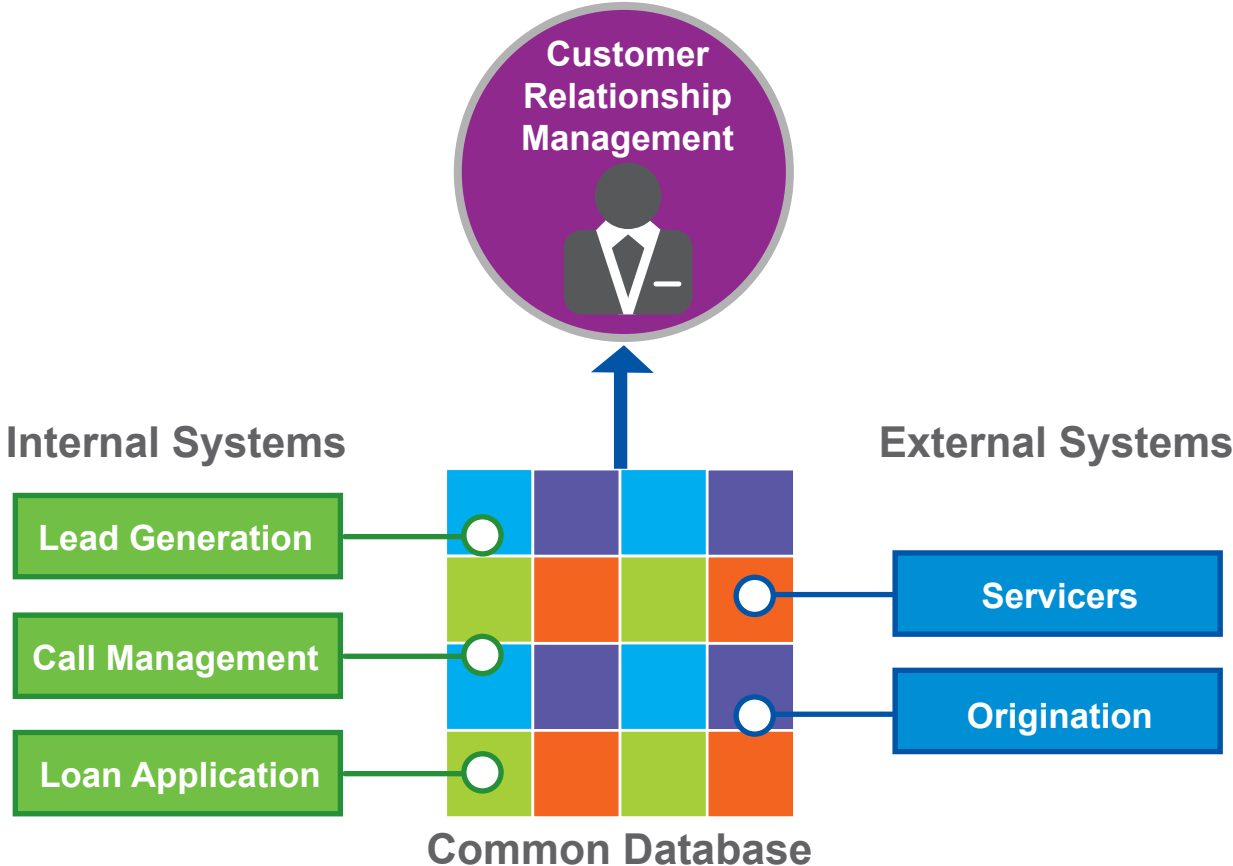 Customer
Relationship
Management
Internal Systems
Lead Generation
Call Management
Loan Application
External Systems
Servicers
Origination
Common Database